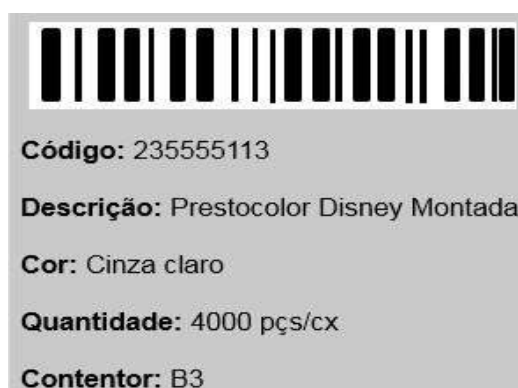 Código: 235555113
Descrição: Prestocolor Disney Montada
Cor: Cinza claro
Quantidade: 4000 pçs/cx
Contentor: B3